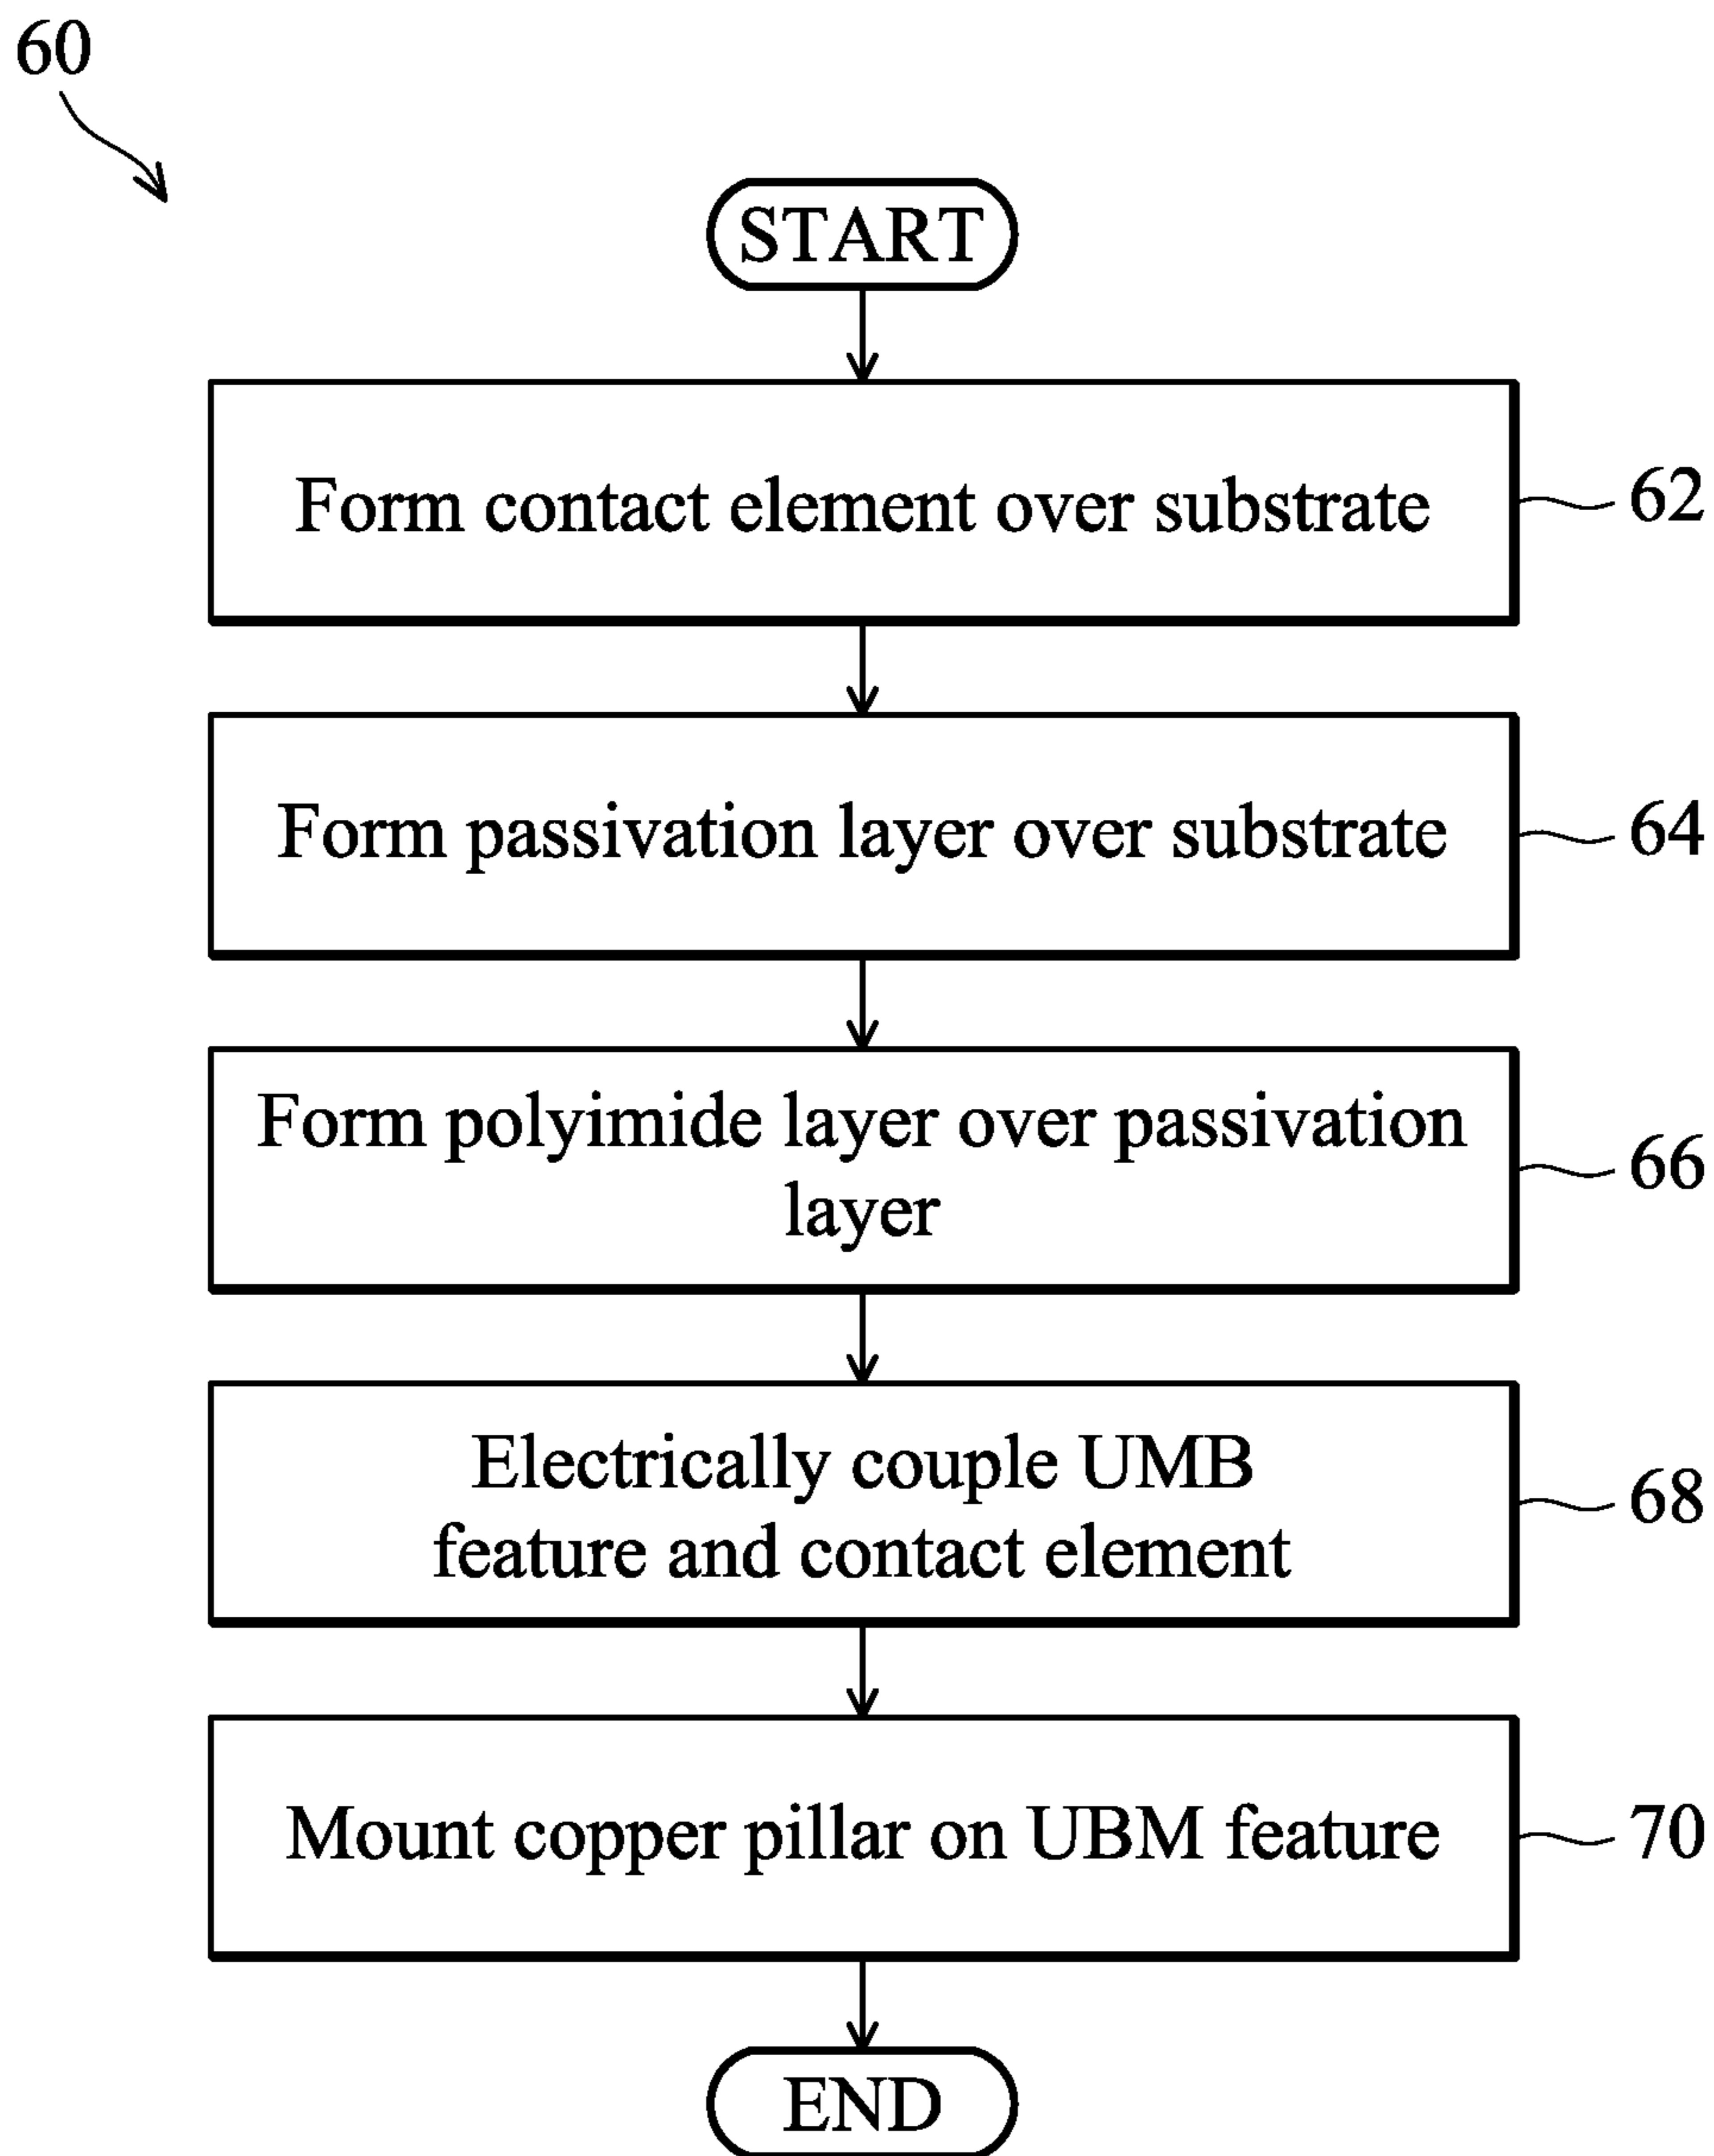 60
START
Form contact element over substrate
62
Form passivation layer over substrate
64
Form polyimide layer over passivation
layer
66
Electrically couple UMB
feature and contact element
68
Mount copper pillar on UBM feature
70
END